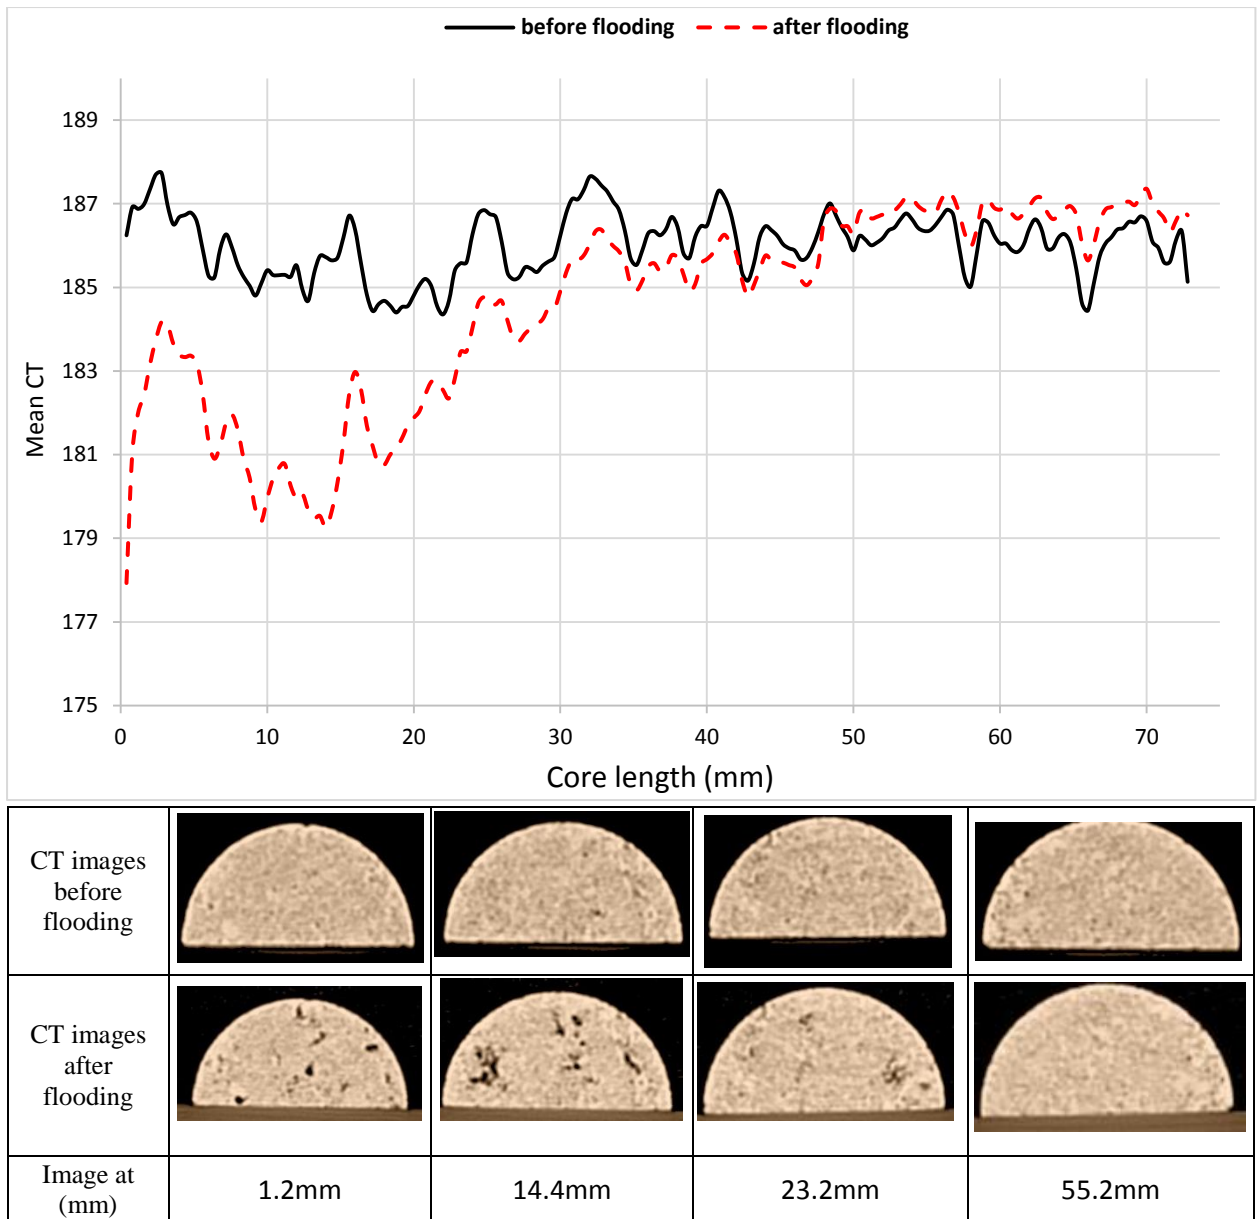 before flooding after flooding
189
187
185
183
181
179
177
175
Mean CT
0 10 20 30 40 50 60 70
Core length (mm)
CT images
before
flooding
CT images
after
flooding
Image at
(mm)
1.2mm 14.4mm 23.2mm 55.2mm